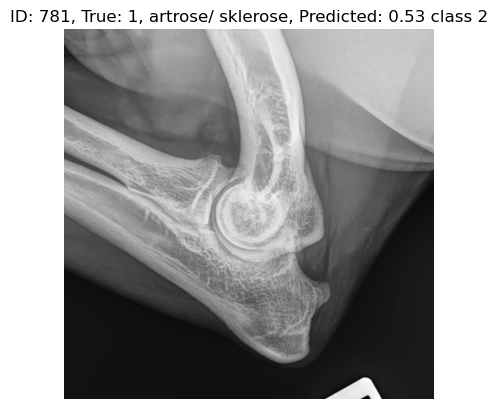 ID: 781, True: 1, artrose/ sklerose, Predicted: 0.53 class 2